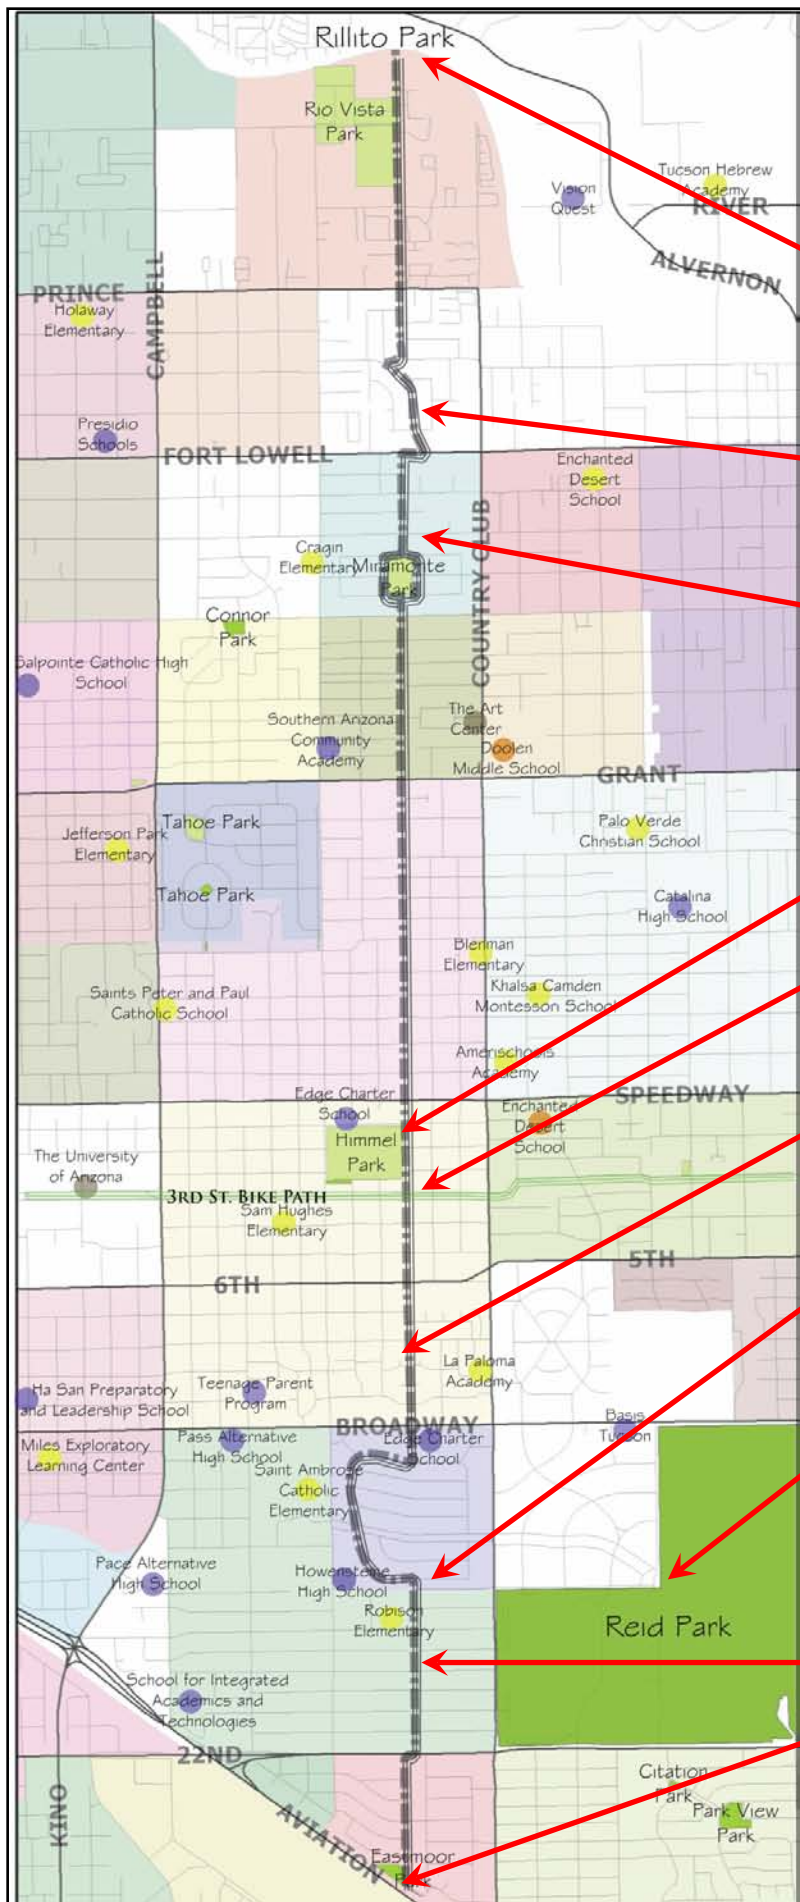 Rillito Park
Rio Vista
Park
Tucson Hebrew
Academy
Vision
Quest
RIVER
ALVERNON
CAMPBELL
PRINCE
Holaway
Elementary
Presidio
Schools
FORT LOWELL
Enchanted
Desert
School
COUNTRY CLUB
Cragin
Elementary
Miramonte
Park
Connor
Park
Salpointe Catholic High
School
Southern Arizona
Community
Academy
The Art
Center
Doolen
Middle School
GRANT
Tahoe Park
Jefferson Park
Elementary
Palo Verde
Christian School
Tahoe Park
Catalina
High School
Blenman
Elementary
Saints Peter and Paul
Catholic School
Khalsa Camden
Montesson School
Amerischools
Academy
SPEEDWAY
Edge Charter
School
Enchanted
Desert
School
Himmel
Park
The University
of Arizona
3RD ST. BIKE PATH
Sam Hughes
Elementary
5TH
6TH
La Paloma
Academy
Teenage Parent
Program
Ha San Preparatory
and Leadership School
Basis
Tucson
BROADWAY
Pass Alternative
High School
Edge Charter
School
Miles Exploratory
Learning Center
Saint Ambrose
Catholic
Elementary
Pace Alternative
High School
Howenstine
High School
Robison
Elementary
Reid Park
School for Integrated
Academics and
Technologies
22ND
KINO
AVIATION
Citation
Park
Park View
Park
Eastmoor
Park